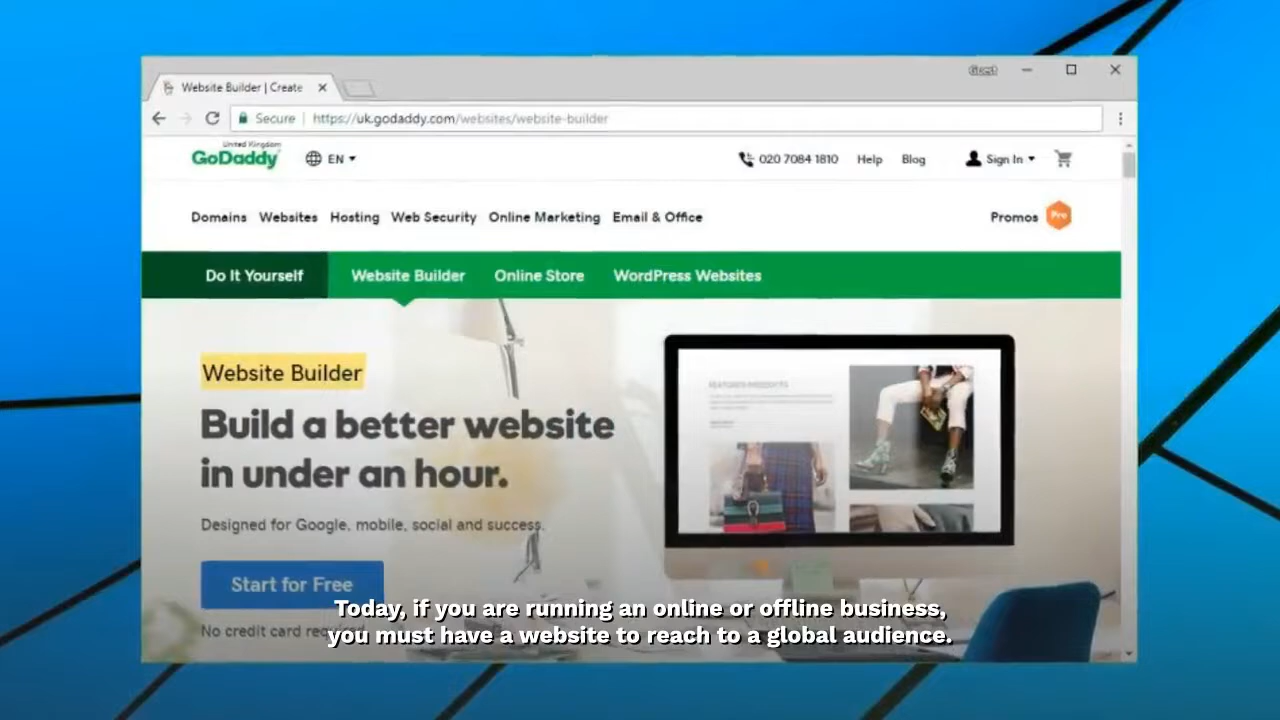 Guest
Website Builder | Create
Secure | https://uk.godaddy.com/websites/website-builder
United Kingdom
GoDaddy
EN
020 7084 1810 Help Blog Sign In
Domains Websites Hosting Web Security Online Marketing Email & Office Promos Pro
Do It Yourself Website Builder Online Store WordPress Websites
Website Builder
Build a better website
in under an hour.
FEATURED PRODUCTS
Designed for Google, mobile, social and success.
Start for Free
No credit card required
Today, if you are running an online or offline business,
you must have a website to reach to a global audience.